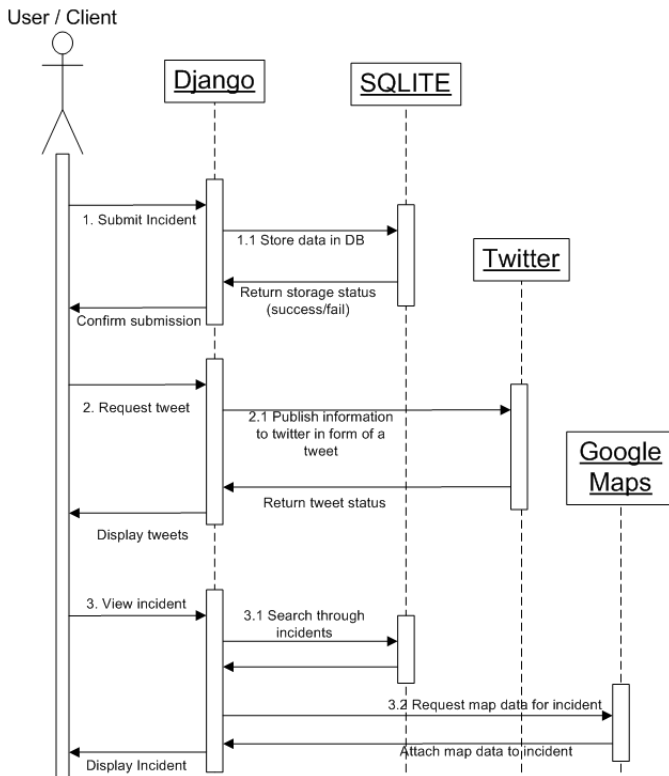 User / Client
Django
SQLITE
1. Submit Incident
1.1 Store data in DB
Twitter
Return storage status
(success/fail)
Confirm submission
2. Request tweet
2.1 Publish information
to twitter in form of a
tweet
Google
Maps
Return tweet status
Display tweets
3. View incident
3.1 Search through
incidents
3.2 Request map data for incident
Attach map data to incident
Display Incident